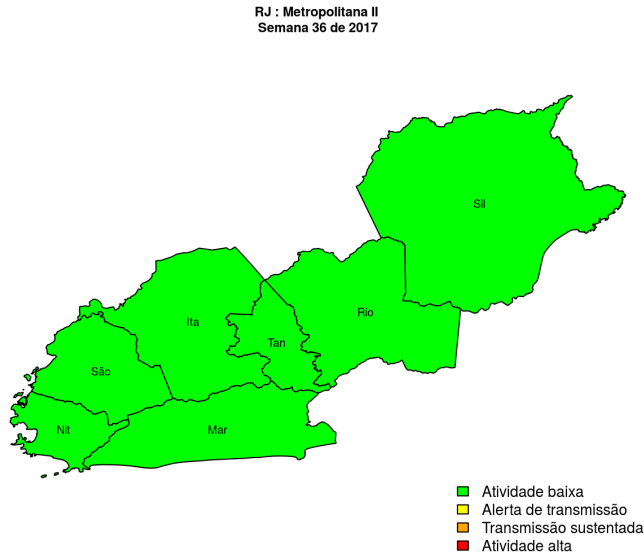 RJ : Metropolitana II
Semana 36 de 2017
Sil
Rio
Ita
Tan
São
Nit
Mar
Atividade baixa
Alerta de transmissão
Transmissão sustentada
Atividade alta